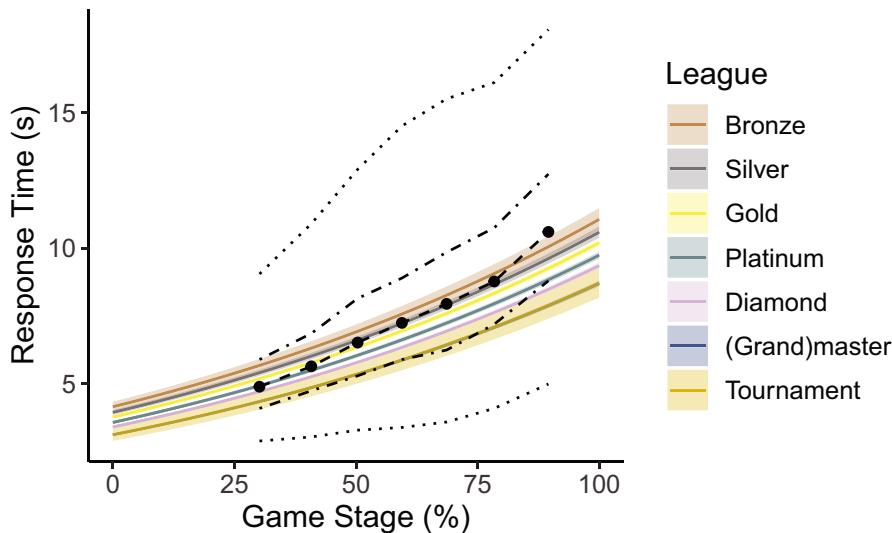 15
10
5
Response Time (s)
0 25 50 75 100
Game Stage (%)
League
Bronze
Silver
Gold
Platinum
Diamond
(Grand)master
Tournament